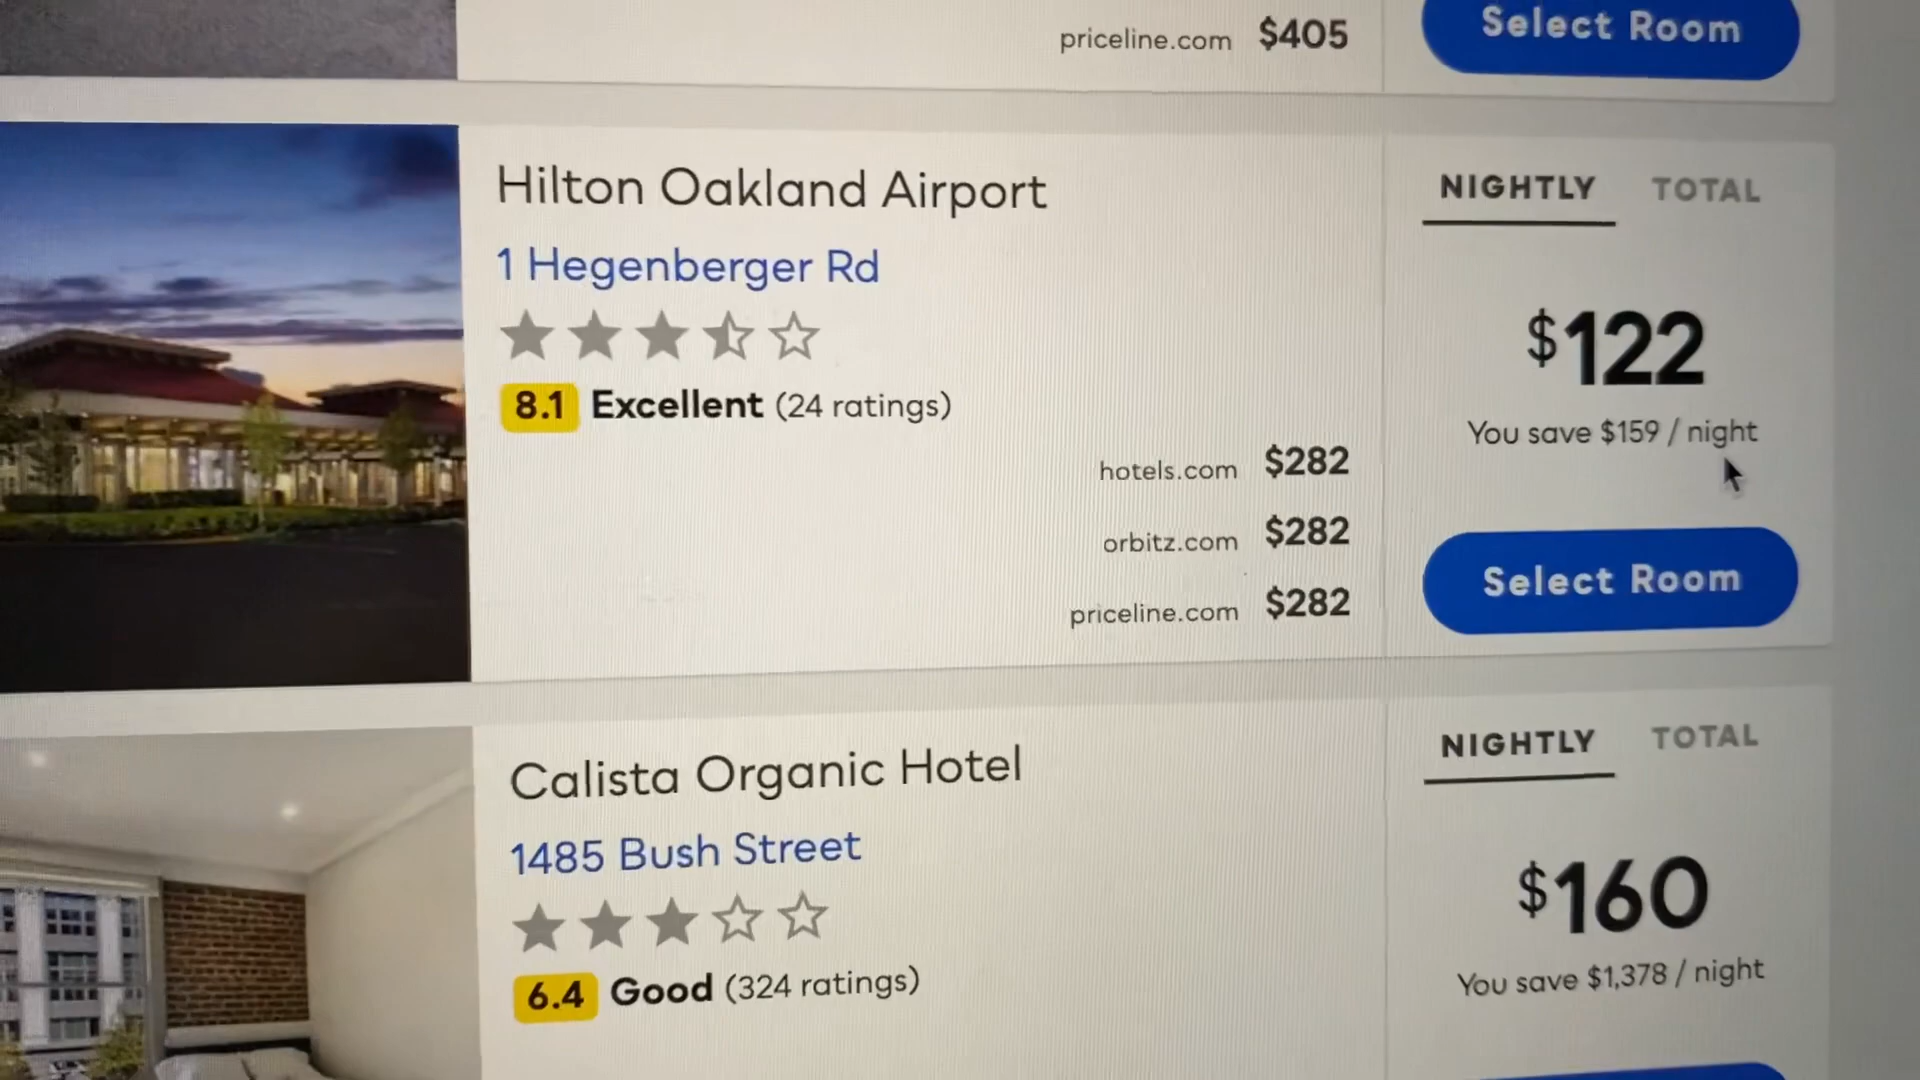 priceline.com $405
Select Room
Hilton Oakland Airport
1 Hegenberger Rd
8.1 Excellent (24 ratings)
hotels.com $282
orbitz.com $282
priceline.com $282
NIGHTLY TOTAL
$122
You save $159 / night
Select Room
Calista Organic Hotel
1485 Bush Street
6.4 Good (324 ratings)
NIGHTLY TOTAL
$160
You save $1,378 / night